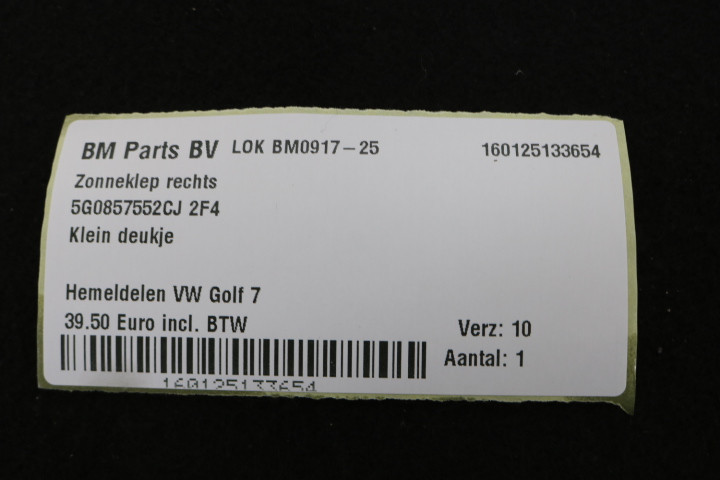 BM Parts BV LOK BM0917-25 160125133654
Zonneklep rechts
5G0857552CJ 2F4
Klein deukje
Hemeldelen VW Golf 7
39.50 Euro incl. BTW
Verz: 10
Aantal: 1
160125133654